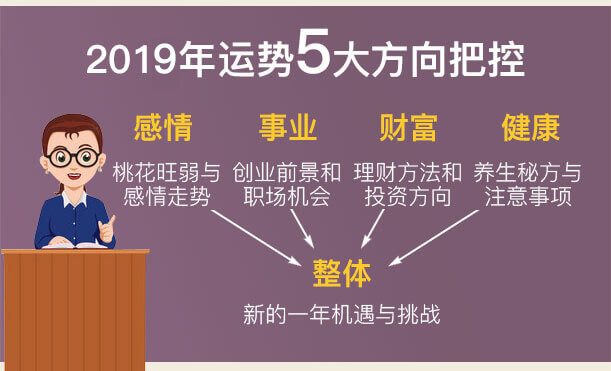 2019年运势5大方向把控
感情 事业 财富 健康
桃花旺弱与 创业前景和 理财方法和 养生秘方与
感情走势 职场机会 投资方向 注意事项
整体
新的一年机遇与挑战